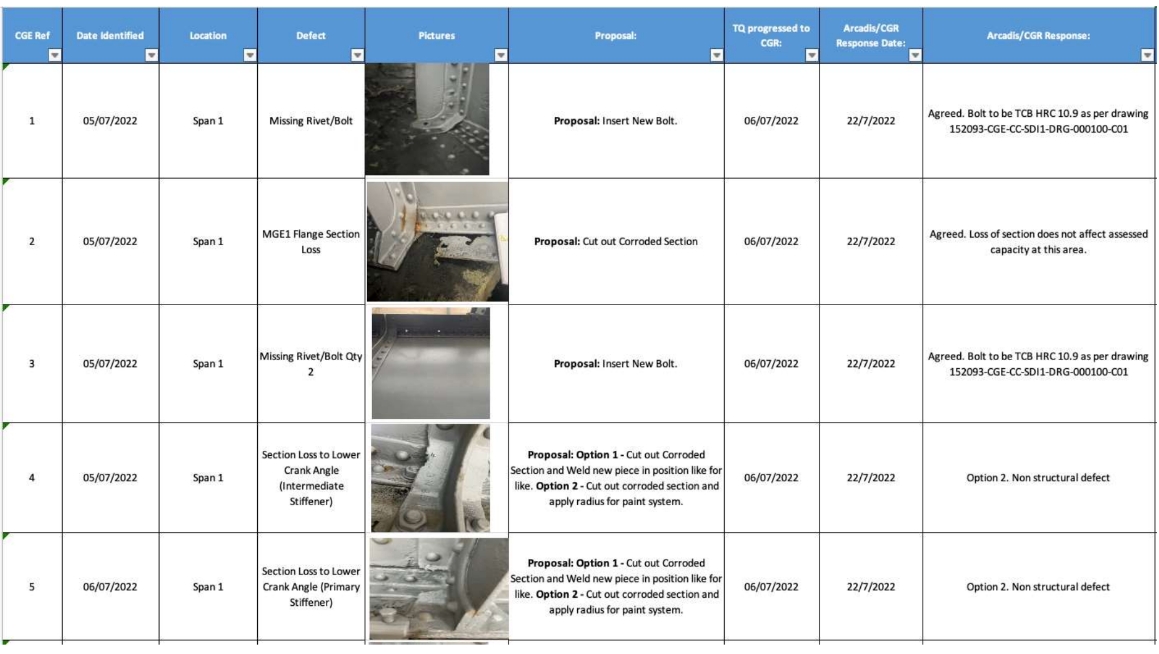 CGE Ref
Date Identified
Location
Defect
Pictures
Proposal:
TQ progressed to
CGR:
Arcadis/CGR
Response Date:
Arcadis/CGR Response:
1
05/07/2022
Span 1
Missing Rivet/Bolt
Proposal: Insert New Bolt.
06/07/2022
22/7/2022
Agreed. Bolt to be TCB HRC 10.9 as per drawing
152093-CGE-CC-SDI1-DRG-000100-C01
2
05/07/2022
Span 1
MGE1 Flange Section
Loss
Proposal: Cut out Corroded Section
06/07/2022
22/7/2022
Agreed. Loss of section does not affect assessed
capacity at this area.
3
05/07/2022
Span 1
Missing Rivet/Bolt Qty
2
Proposal: Insert New Bolt.
06/07/2022
22/7/2022
Agreed. Bolt to be TCB HRC 10.9 as per drawing
152093-CGE-CC-SDI1-DRG-000100-C01
4
05/07/2022
Span 1
Section Loss to Lower
Crank Angle
(Intermediate
Stiffener)
Proposal: Option 1 - Cut out Corroded
Section and Weld new piece in position like for
like. Option 2 - Cut out corroded section and
apply radius for paint system.
06/07/2022
22/7/2022
Option 2. Non structural defect
5
06/07/2022
Span 1
Section Loss to Lower
Crank Angle (Primary
Stiffener)
Proposal: Option 1 - Cut out Corroded
Section and Weld new piece in position like for
like. Option 2 - Cut out corroded section and
apply radius for paint system.
06/07/2022
22/7/2022
Option 2. Non structural defect